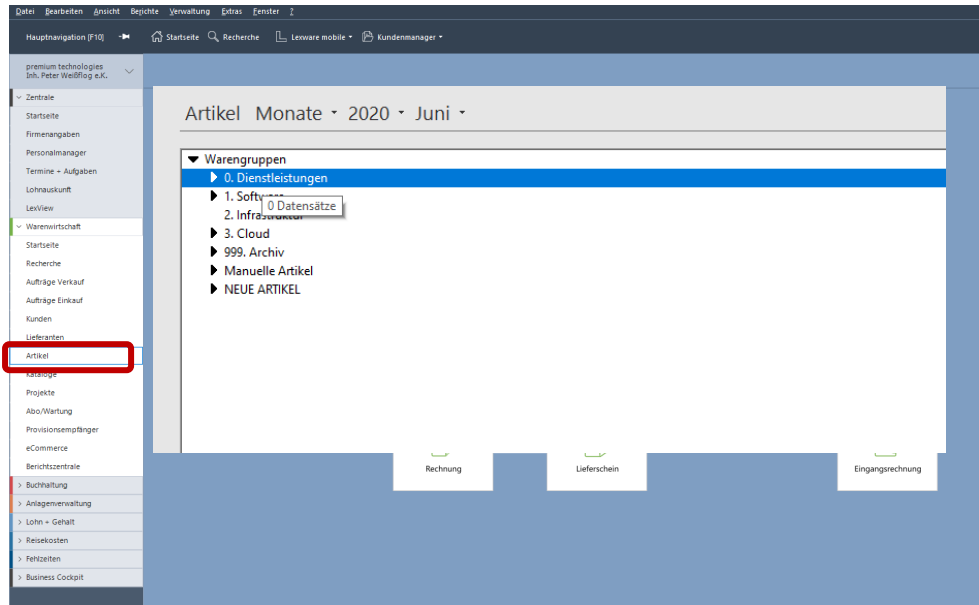 Datei Bearbeiten Ansicht Berichte Verwaltung Extras Fenster ?
Hauptnavigation [F10] Startseite Recherche Lexware mobile Kundenmanager
premium technologies
Inh. Peter Weißflog e.K.
Zentrale
Startseite
Firmenangaben
Personalmanager
Termine + Aufgaben
Lohnauskunft
LexView
Warenwirtschaft
Startseite
Recherche
Aufträge Verkauf
Aufträge Einkauf
Kunden
Lieferanten
Artikel
Kataloge
Projekte
Abo/Wartung
Provisionsempfänger
eCommerce
Berichtszentrale
Buchhaltung
Anlagenverwaltung
Lohn + Gehalt
Reisekosten
Fehlzeiten
Business Cockpit
Artikel Monate 2020 Juni
Warengruppen
0. Dienstleistungen
1. Software
0 Datensätze
2. Infrastruktur
3. Cloud
999. Archiv
Manuelle Artikel
NEUE ARTIKEL
Rechnung Lieferschein Eingangsrechnung